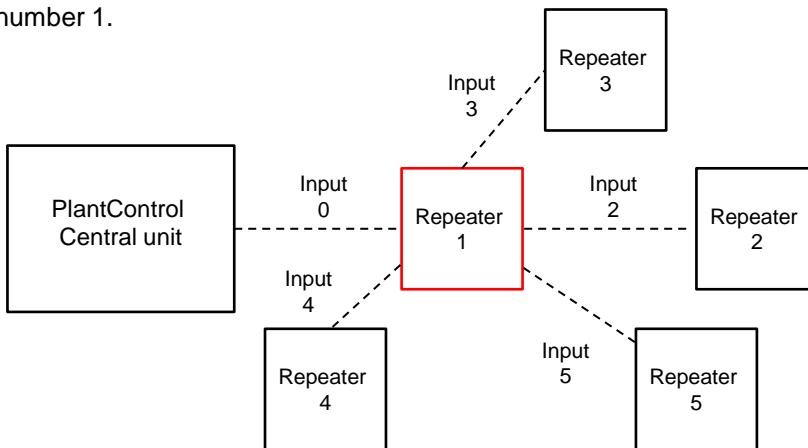 number 1.
Repeater
3
Input
3
PlantControl
Central unit
Input
0
Repeater
1
Input
2
Repeater
2
Input
4
Repeater
4
Input
5
Repeater
5